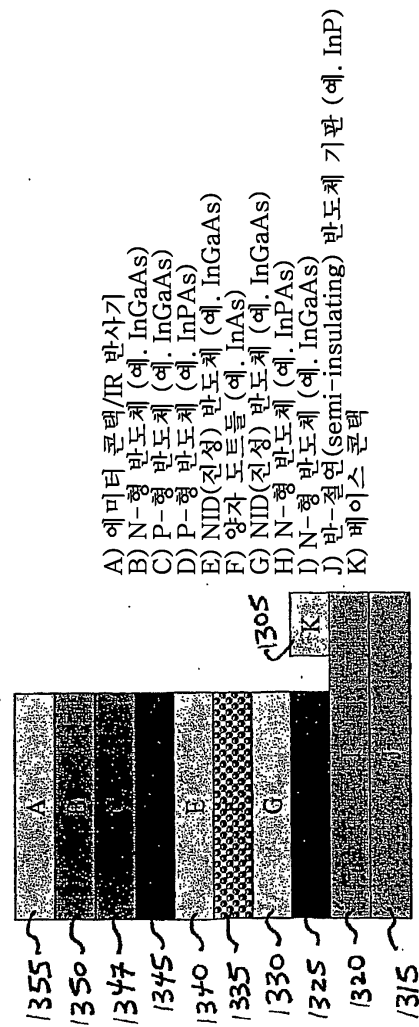 1355
1350
1347
1345
1340
1335
1330
1325
1320
1315
A
B
C
E
G
I
J
1305
K
A) 에미터 콘택/IR 반사기
B) N-형 반도체 (예. InGaAs)
C) P-형 반도체 (예. InGaAs)
D) P-형 반도체 (예. InPAs)
E) NID(진성) 반도체 (예. InGaAs)
F) 양자 도트들 (예. InAs)
G) NID(진성) 반도체 (예. InGaAs)
H) N-형 반도체 (예. InPAs)
I) N-형 반도체 (예. InGaAs)
J) 반-절연(semi-insulating) 반도체 기판 (예. InP)
K) 베이스 콘택